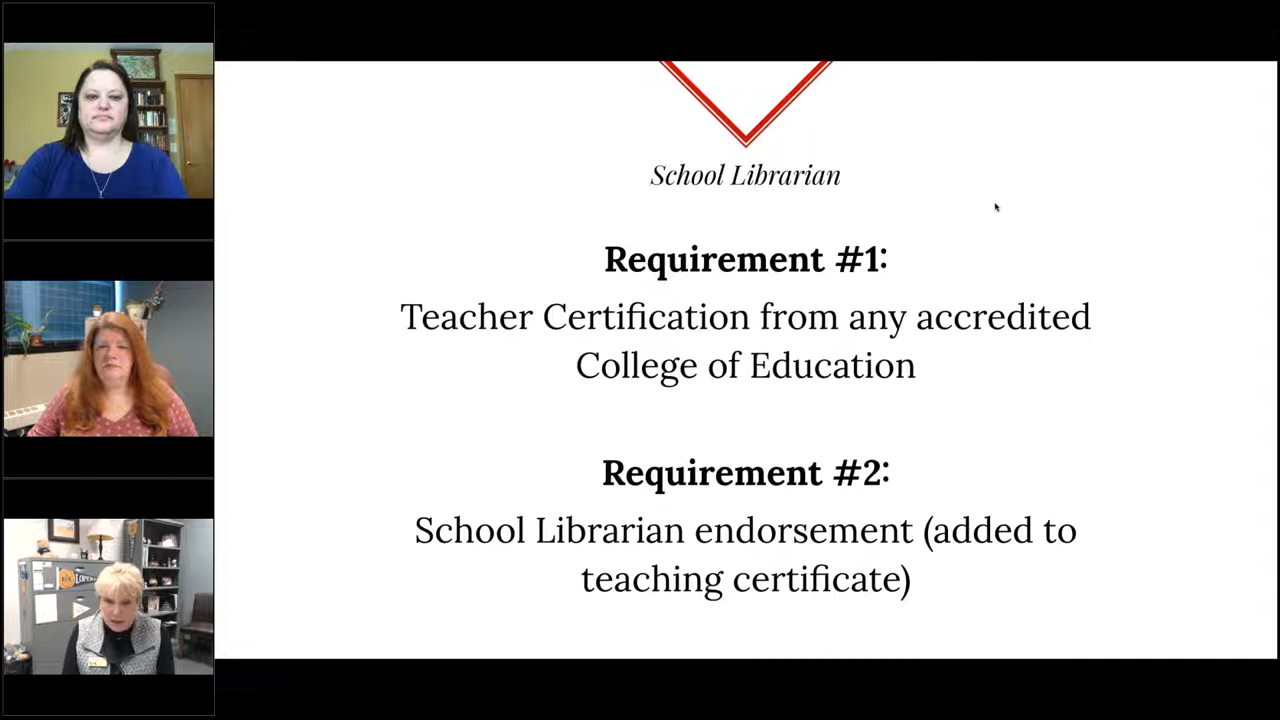 School Librarian
Requirement #1:
Teacher Certification from any accredited
College of Education
Requirement #2:
School Librarian endorsement (added to
teaching certificate)
LOPER